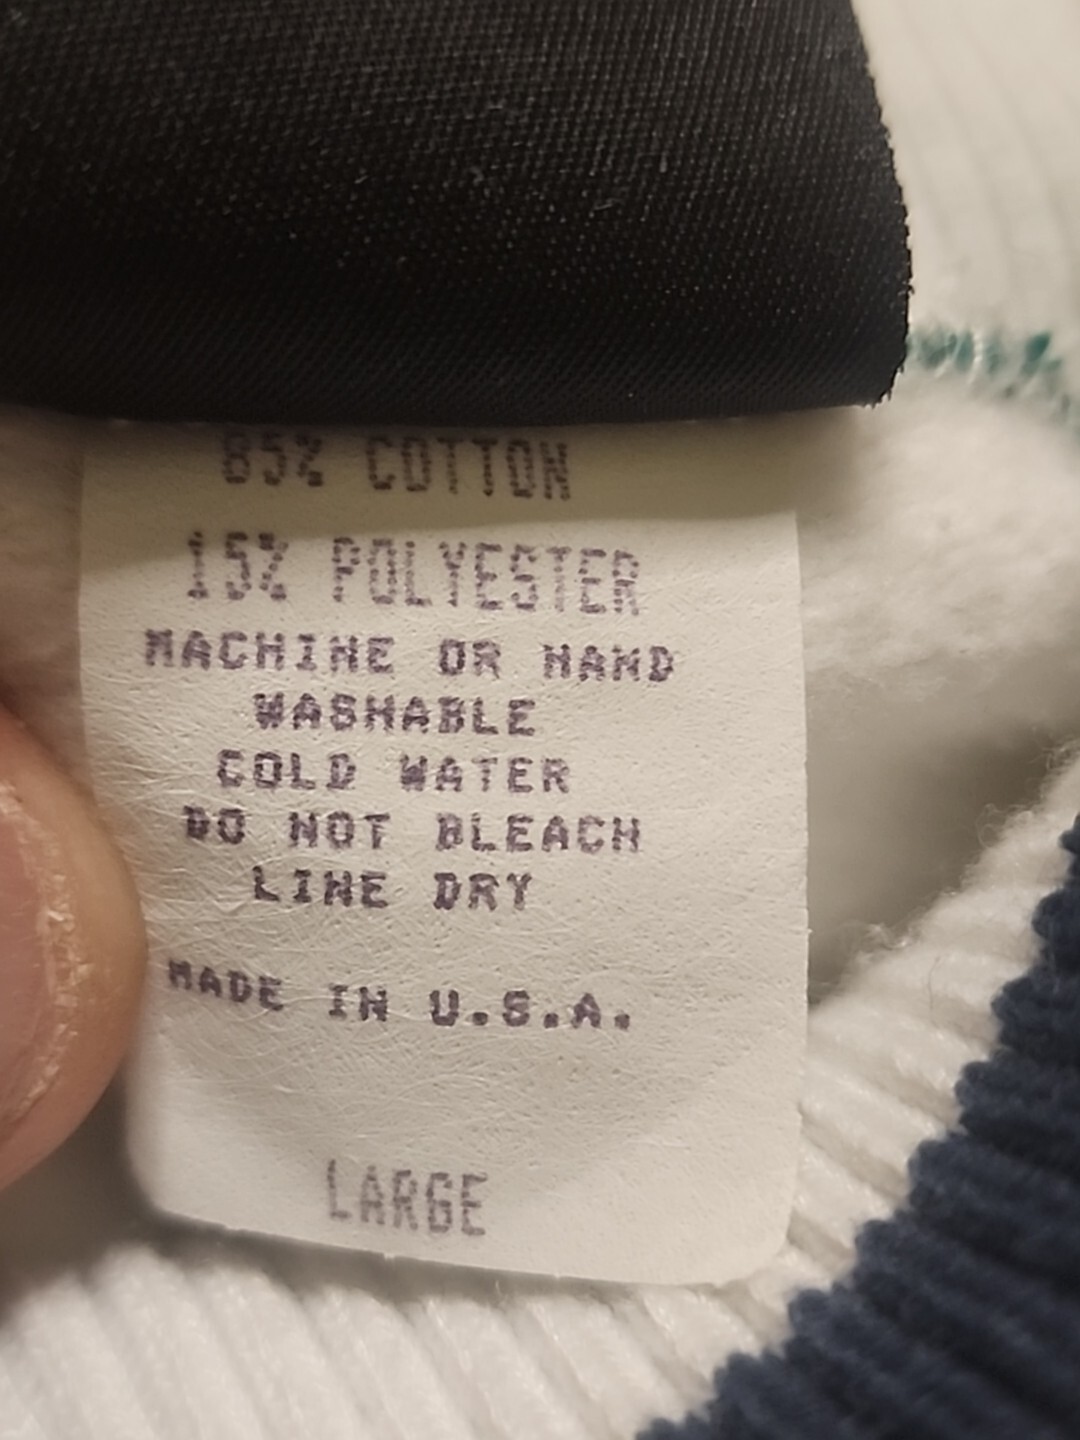 85% COTTON
15% POLYESTER
MACHINE OR HAND
WASHABLE
COLD WATER
DO NOT BLEACH
LINE DRY
MADE IN U.S.A.
LARGE